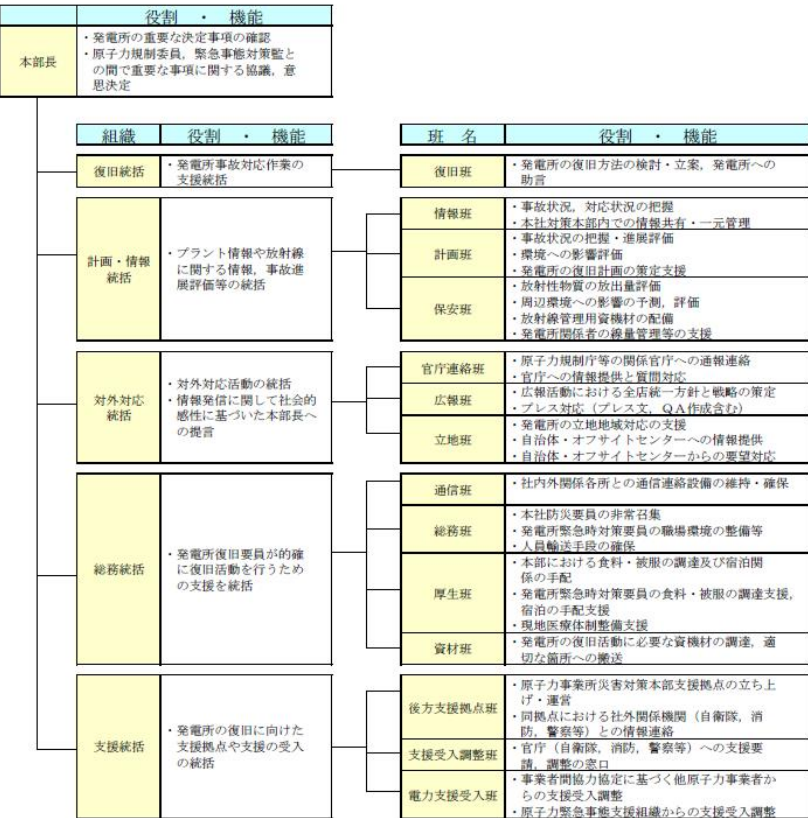 役割 ・ 機能
本部長
・発電所の重要な決定事項の確認
・原子力規制委員，緊急事態対策監と
の間で重要な事項に関する協議，意
思決定
組織
役割 ・ 機能
班 名
役割 ・ 機能
復旧統括
・発電所事故対応作業の
支援統括
復旧班
・発電所の復旧方法の検討・立案，発電所への
助言
計画・情報
統括
・プラント情報や放射線
に関する情報，事故進
展評価等の統括
情報班
・事故状況，対応状況の把握
・本社対策本部内での情報共有・一元管理
計画班
・事故状況の把握・進展評価
・環境への影響評価
・発電所の復旧計画の策定支援
保安班
・放射性物質の放出量評価
・周辺環境への影響の予測，評価
・放射線管理用資機材の配備
・発電所関係者の線量管理等の支援
対外対応
統括
・対外対応活動の統括
・情報発信に関して社会的
感性に基づいた本部長へ
の提言
官庁連絡班
・原子力規制庁等の関係官庁への通報連絡
・官庁への情報提供と質問対応
広報班
・広報活動における全店統一方針と戦略の策定
・プレス対応（プレス文，ＱＡ作成含む）
立地班
・発電所の立地地域対応の支援
・自治体・オフサイトセンターへの情報提供
・自治体・オフサイトセンターからの要望対応
総務統括
・発電所復旧要員が的確
に復旧活動を行うため
の支援を統括
通信班
・社内外関係各所との通信連絡設備の維持・確保
総務班
・本社防災要員の非常召集
・発電所緊急時対策要員の職場環境の整備等
・人員輸送手段の確保
厚生班
・本部における食料・被服の調達及び宿泊関
係の手配
・発電所緊急時対策要員の食料・被服の調達支援，
宿泊の手配支援
・現地医療体制整備支援
資材班
・発電所の復旧活動に必要な資機材の調達，適
切な箇所への搬送
支援統括
・発電所の復旧に向けた
支援拠点や支援の受入
の統括
後方支援拠点班
・原子力事業所災害対策本部支援拠点の立ち上
げ・運営
・同拠点における社外関係機関（自衛隊，消
防，警察等）との情報連絡
支援受入調整班
・官庁（自衛隊，消防，警察等）への支援要
請，調整の窓口
電力支援受入班
・事業者間協力協定に基づく他原子力事業者か
らの支援受入調整
・原子力緊急事態支援組織からの支援受入調整